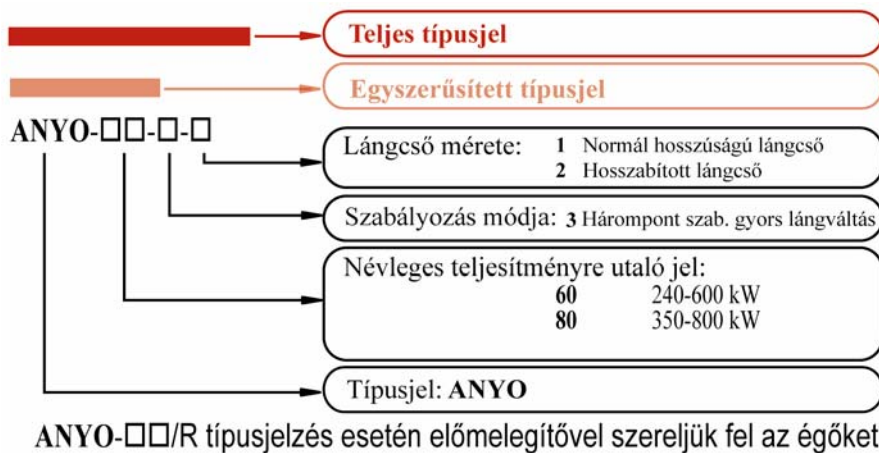 Teljes típusjel
Egyszerűsített típusjel
ANYO-□□-□-□
Lángcső mérete: 1 Normál hosszúságú lángcső
2 Hosszabított lángcső
Szabályozás módja: 3 Hárompont szab. gyors lángváltás
Névleges teljesítményre utaló jel:
60 240-600 kW
80 350-800 kW
Típusjel: ANYO
ANYO-□□/R típusjelzés esetén előmelegítővel szereljük fel az égőket